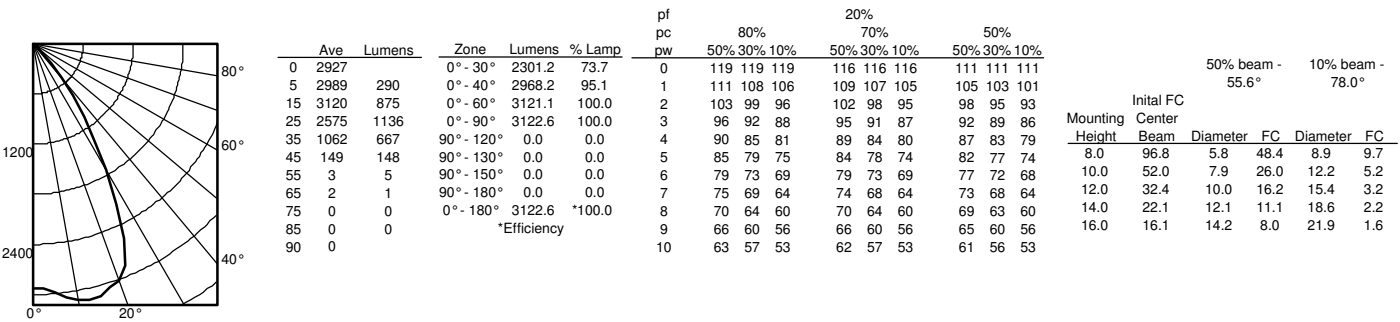 80°
60°
40°
20°
0°
1200
2400
Ave Lumens
0 2927
5 2989 290
15 3120 875
25 2575 1136
35 1062 667
45 149 148
55 3 5
65 2 1
75 0 0
85 0 0
90 0
Zone Lumens % Lamp
0° - 30° 2301.2 73.7
0° - 40° 2968.2 95.1
0° - 60° 3121.1 100.0
0° - 90° 3122.6 100.0
90° - 120° 0.0 0.0
90° - 130° 0.0 0.0
90° - 150° 0.0 0.0
90° - 180° 0.0 0.0
0° - 180° 3122.6 *100.0
*Efficiency
pf 20%
pc 80% 70% 50%
pw 50% 30% 10% 50% 30% 10% 50% 30% 10%
0 119 119 119 116 116 116 111 111 111
1 111 108 106 109 107 105 105 103 101
2 103 99 96 102 98 95 98 95 93
3 96 92 88 95 91 87 92 89 86
4 90 85 81 89 84 80 87 83 79
5 85 79 75 84 78 74 82 77 74
6 79 73 69 79 73 69 77 72 68
7 75 69 64 74 68 64 73 68 64
8 70 64 60 70 64 60 69 63 60
9 66 60 56 66 60 56 65 60 56
10 63 57 53 62 57 53 61 56 53
50% beam - 10% beam -
55.6° 78.0°
Inital FC
Mounting Center
Height Beam Diameter FC Diameter FC
8.0 96.8 5.8 48.4 8.9 9.7
10.0 52.0 7.9 26.0 12.2 5.2
12.0 32.4 10.0 16.2 15.4 3.2
14.0 22.1 12.1 11.1 18.6 2.2
16.0 16.1 14.2 8.0 21.9 1.6